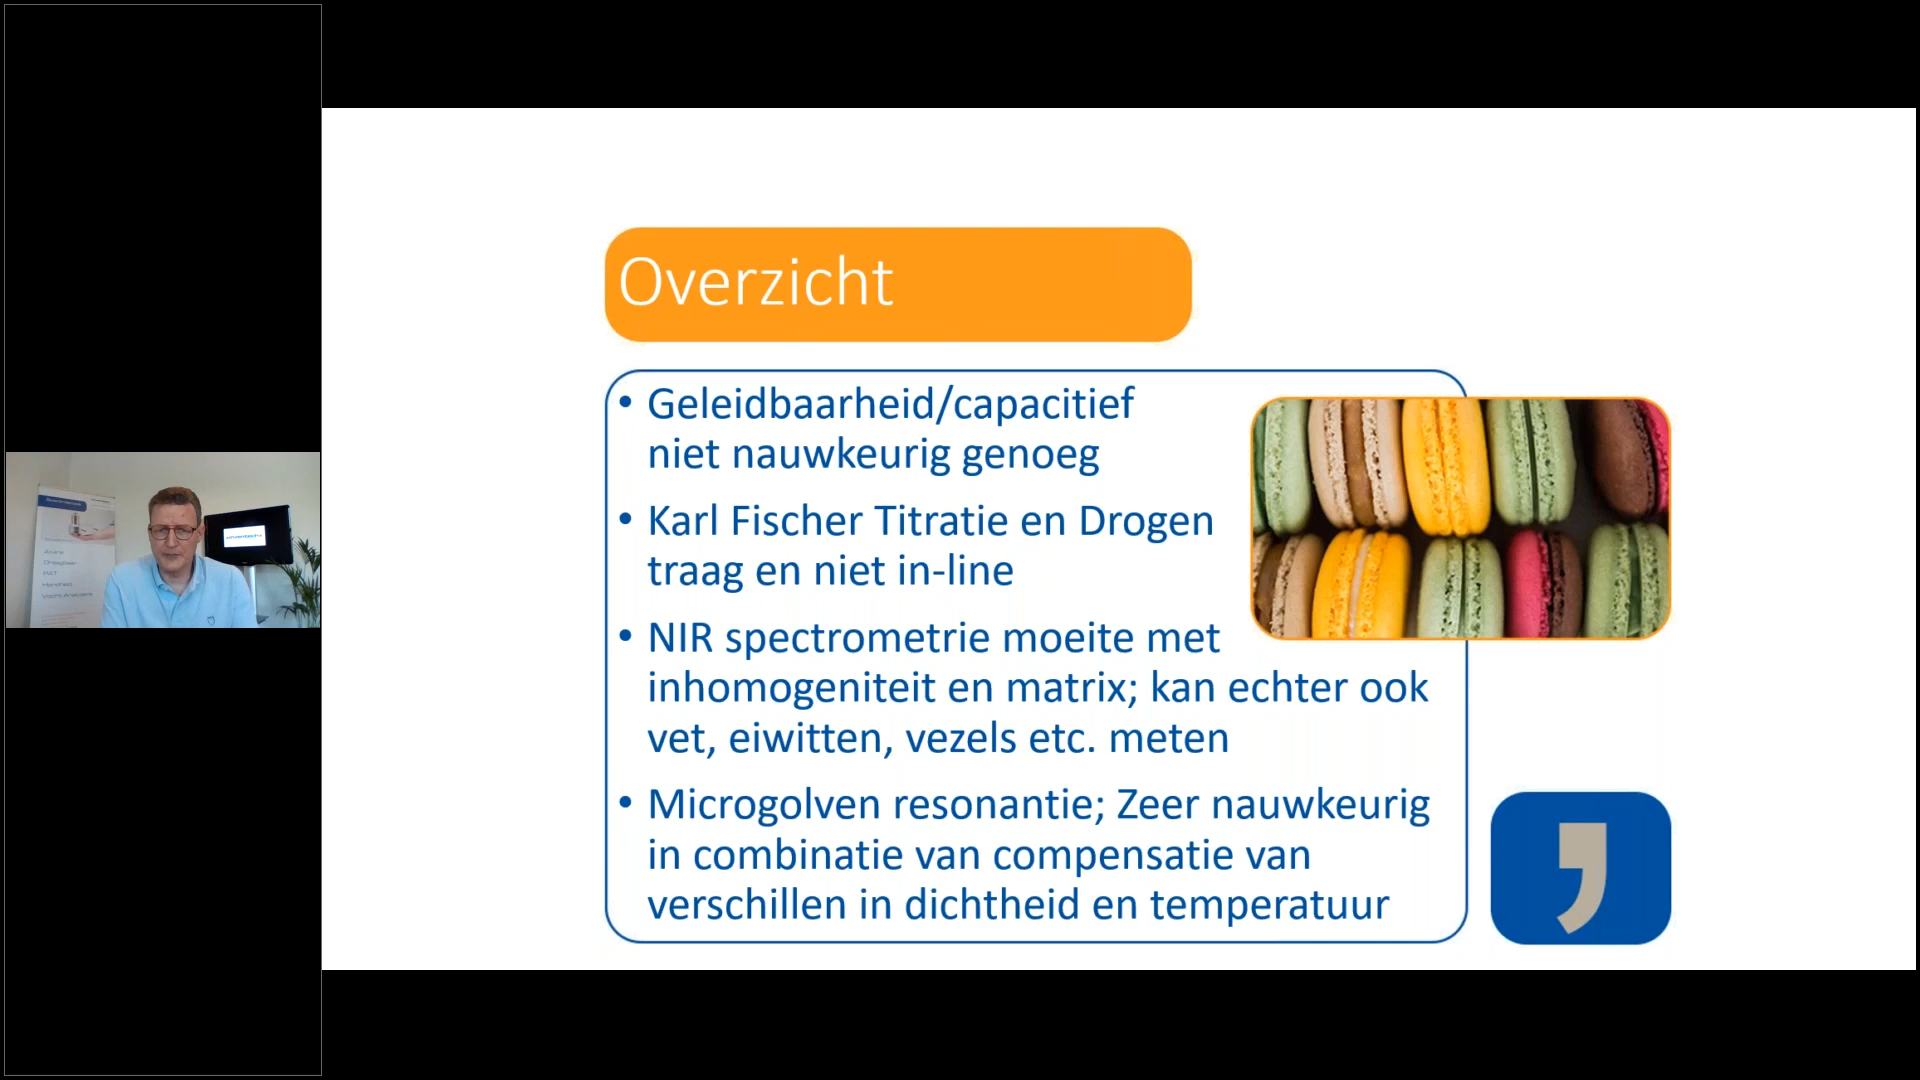 Overzicht
• Geleidbaarheid/capacitief
niet nauwkeurig genoeg
• Karl Fischer Titratie en Drogen
traag en niet in-line
• NIR spectrometrie moeite met
inhomogeniteit en matrix; kan echter ook
vet, eiwitten, vezels etc. meten
• Microgolven resonantie; Zeer nauwkeurig
in combinatie van compensatie van
verschillen in dichtheid en temperatuur